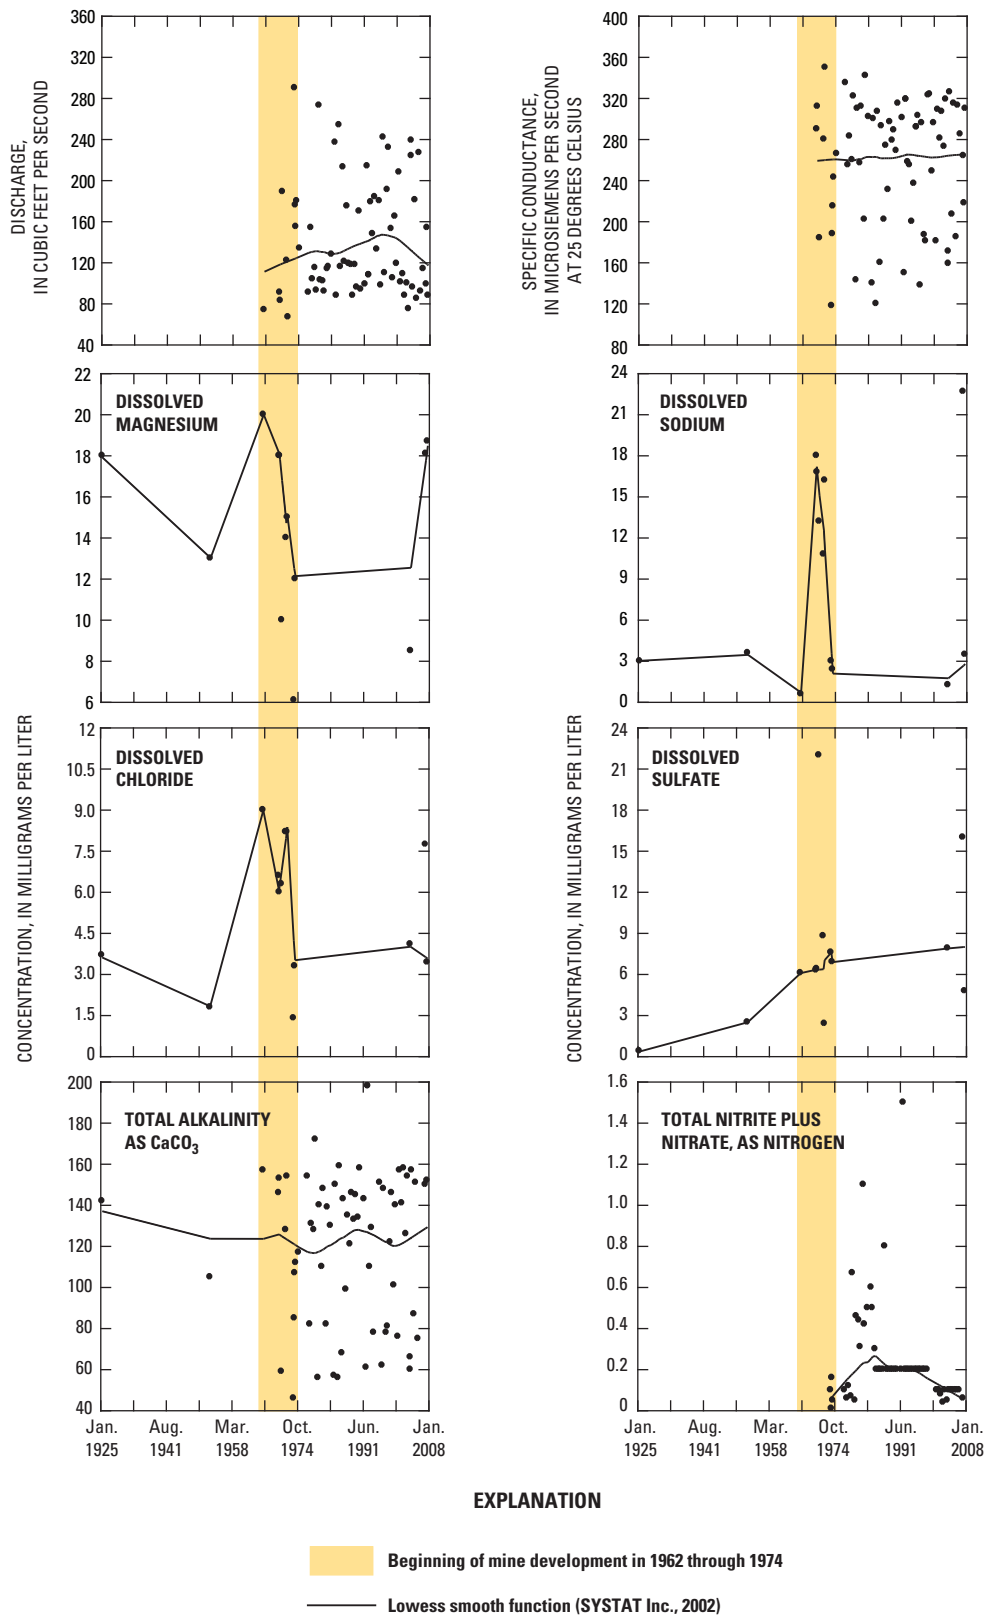 DISCHARGE,
IN CUBIC FEET PER SECOND
360
320
280
240
200
160
120
80
40
SPECIFIC CONDUCTANCE,
IN MICROSIEMENS PER SECOND
AT 25 DEGREES CELSIUS
400
360
320
280
240
200
160
120
80
CONCENTRATION, IN MILLIGRAMS PER LITER
DISSOLVED
MAGNESIUM
22
20
18
16
14
12
10
8
6
CONCENTRATION, IN MILLIGRAMS PER LITER
DISSOLVED
SODIUM
24
21
18
15
12
9
6
3
0
DISSOLVED
CHLORIDE
12
10.5
9.0
7.5
6.0
4.5
3.0
1.5
0
DISSOLVED
SULFATE
24
21
18
15
12
9
6
3
0
TOTAL ALKALINITY
AS CaCO3
200
180
160
140
120
100
80
60
40
TOTAL NITRITE PLUS
NITRATE, AS NITROGEN
1.6
1.4
1.2
1.0
0.8
0.6
0.4
0.2
0
Jan. Aug. Mar. Oct. Jun. Jan.
1925 1941 1958 1974 1991 2008
Jan. Aug. Mar. Oct. Jun. Jan.
1925 1941 1958 1974 1991 2008
EXPLANATION
Beginning of mine development in 1962 through 1974
Lowess smooth function (SYSTAT Inc., 2002)